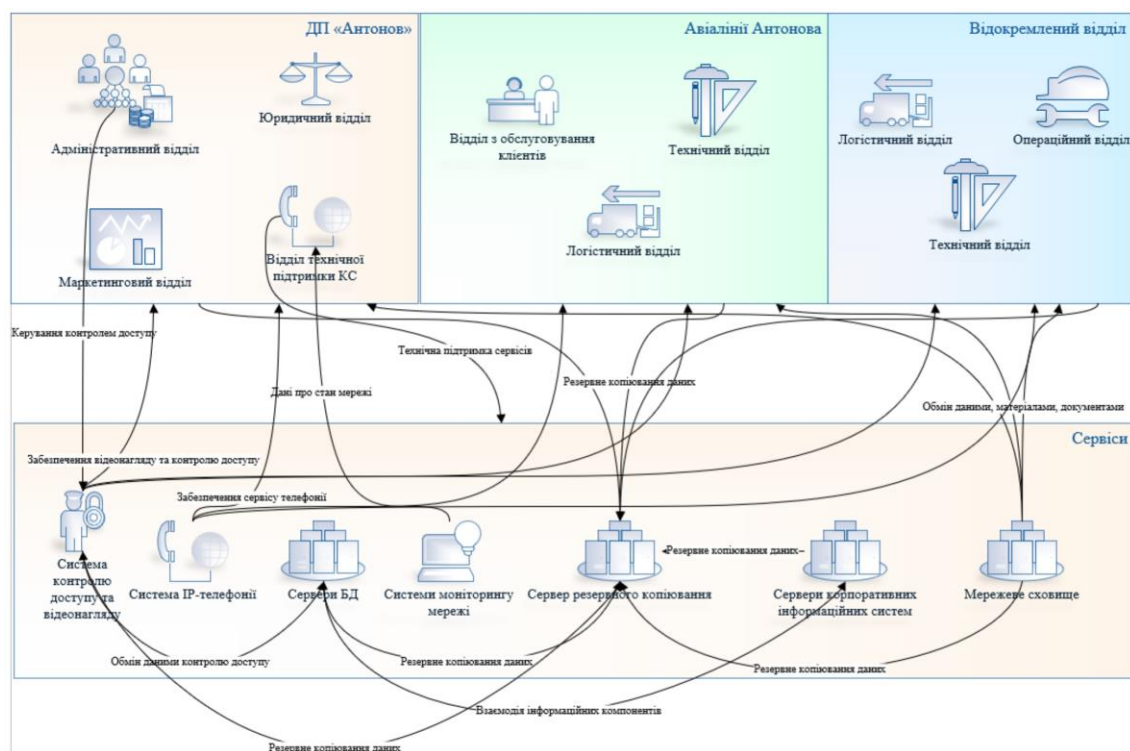 ДП «Антонов»
Авіалінії Антонова
Відокремлений відділ
Адміністративний відділ
Юридичний відділ
Відділ з обслуговування
клієнтів
Технічний відділ
Логістичний відділ
Операційний відділ
Маркетинговий відділ
Відділ технічної
підтримки КС
Логістичний відділ
Технічний відділ
Керування контролем доступу
Технічна підтримка сервісів
Дані про стан мережі
Резервне копіювання даних
Обмін даними, матеріалами, документами
Сервіси
Забезпечення відеонагляду та контролю доступу
Забезпечення сервісу телефонії
Резервне копіювання даних
Система
контролю
доступу та
відеонагляду
Система IP-телефонії
Сервери БД
Системи моніторингу
мережі
Сервер резервного копіювання
Сервери корпоративних
інформаційних систем
Мережеве сховище
Обмін даними контролю доступу
Резервне копіювання даних
Резервне копіювання даних
Взаємодія інформаційних компонентів
Резервне копіювання даних